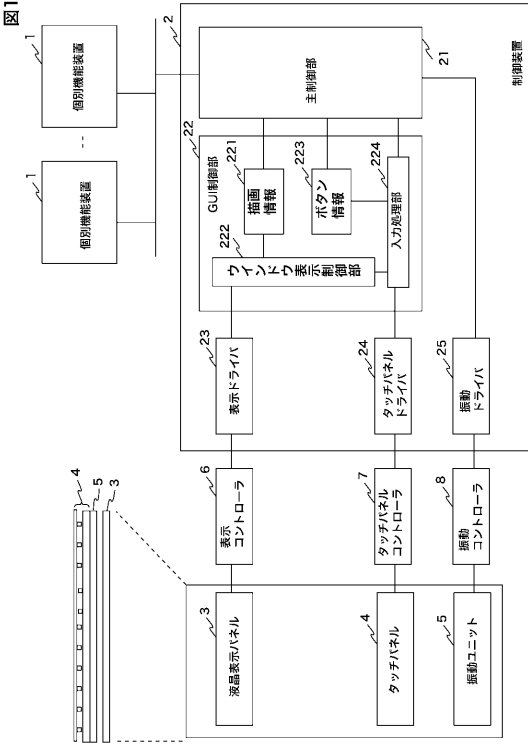 図1
1
個別機能装置
1
個別機能装置
2
制御装置
21
主制御部
22
GUI制御部
221
描画
情報
223
ボタン
情報
224
入力処理部
222
ウインドウ表示制御部
23
表示ドライバ
24
タッチパネル
ドライバ
25
振動
ドライバ
6
表示
コントローラ
7
タッチパネル
コントローラ
8
振動
コントローラ
3
液晶表示パネル
4
タッチパネル
5
振動ユニット
4
5
3